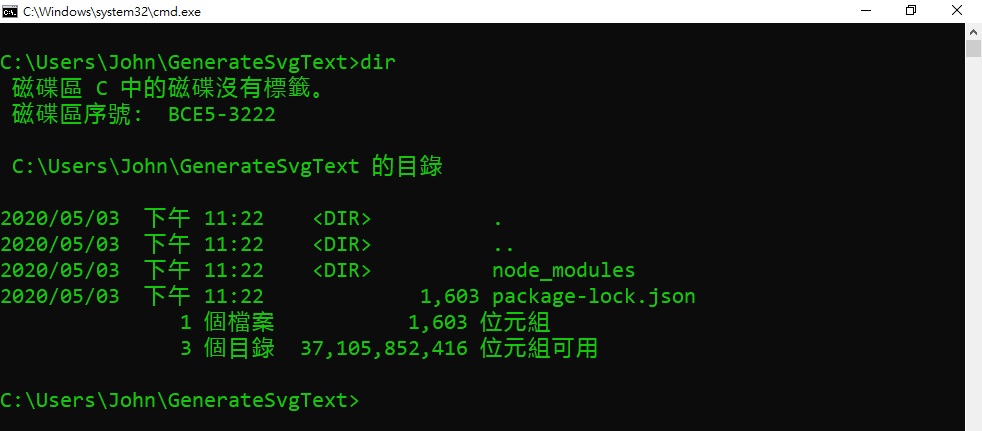 C:\Windows\system32\cmd.exe
C:\Users\John\GenerateSvgText>dir
磁碟區 C 中的磁碟沒有標籤。
磁碟區序號:  BCE5-3222
C:\Users\John\GenerateSvgText 的目錄
2020/05/03  下午 11:22    <DIR>          .
2020/05/03  下午 11:22    <DIR>          ..
2020/05/03  下午 11:22    <DIR>          node_modules
2020/05/03  下午 11:22             1,603 package-lock.json
1 個檔案           1,603 位元組
3 個目錄  37,105,852,416 位元組可用
C:\Users\John\GenerateSvgText>